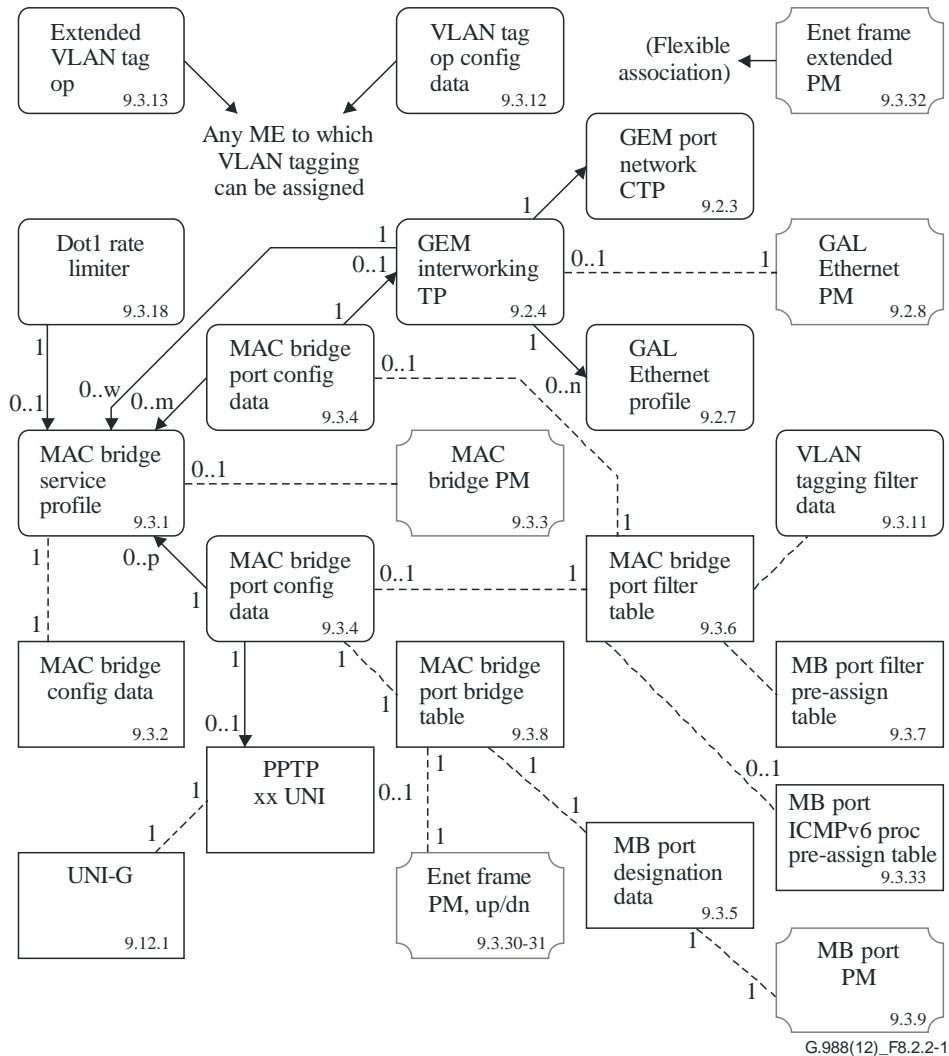 Extended
VLAN tag
op
9.3.13
VLAN tag
op config
data
9.3.12
(Flexible
association)
Enet frame
extended
PM
9.3.32
Any ME to which
VLAN tagging
can be assigned
GEM port
network
CTP
9.2.3
Dot1 rate
limiter
9.3.18
1
1
0..1
GEM
interworking
TP
9.2.4
0..1
1
GAL
Ethernet
PM
9.2.8
1
1
0..1
0..w
0..m
MAC bridge
port config
data
9.3.4
0..1
1
0..n
GAL
Ethernet
profile
9.2.7
MAC bridge
service
profile
9.3.1
0..1
MAC
bridge PM
9.3.3
VLAN
tagging filter
data
9.3.11
1
0..p
1
1
MAC bridge
port config
data
9.3.4
0..1
1
1
MAC bridge
port filter
table
9.3.6
1
MAC bridge
config data
9.3.2
1
1
0..1
1
MAC bridge
port bridge
table
9.3.8
MB port filter
pre-assign
table
9.3.7
PPTP
xx UNI
0..1
1
1
1
0..1
1
1
MB port
ICMPv6 proc
pre-assign table
9.3.33
UNI-G
9.12.1
1
Enet frame
PM, up/dn
9.3.30-31
MB port
designation
data
9.3.5
1
1
MB port
PM
9.3.9
G.988(12)_F8.2.2-1